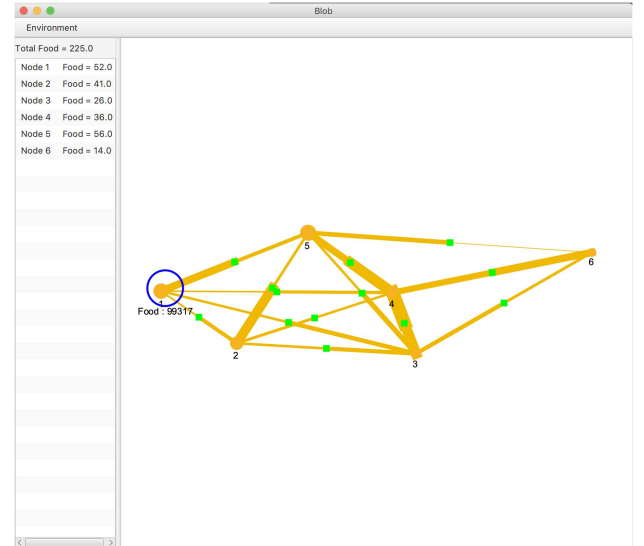 Blob
Environment
Total Food = 225.0
Node 1 Food = 52.0
Node 2 Food = 41.0
Node 3 Food = 26.0
Node 4 Food = 36.0
Node 5 Food = 56.0
Node 6 Food = 14.0
5
6
1
4
Food : 99317
2
3